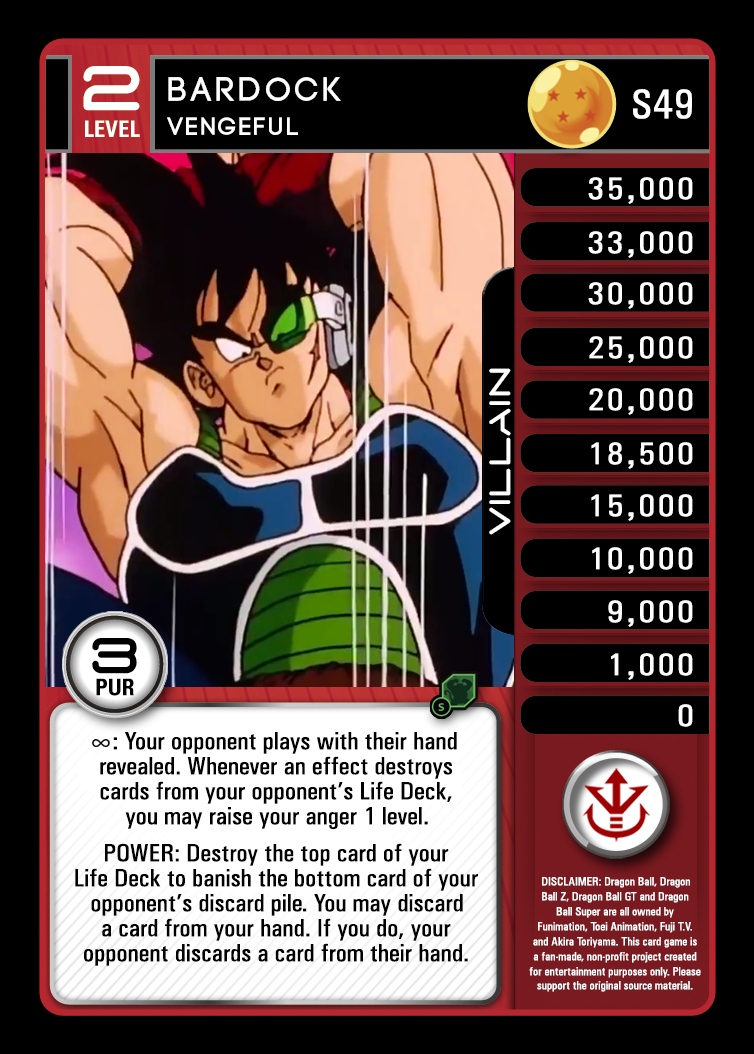 2
LEVEL
BARDOCK
VENGEFUL
S49
35,000
33,000
30,000
25,000
20,000
18,500
15,000
10,000
9,000
1,000
0
VILLAIN
3
PUR
S
∞: Your opponent plays with their hand
revealed. Whenever an effect destroys
cards from your opponent's Life Deck,
you may raise your anger 1 level.
POWER: Destroy the top card of your
Life Deck to banish the bottom card of your
opponent's discard pile. You may discard
a card from your hand. If you do, your
opponent discards a card from their hand.
DISCLAIMER: Dragon Ball, Dragon
Ball Z, Dragon Ball GT and Dragon
Ball Super are all owned by
Funimation, Toei Animation, Fuji T.V.
and Akira Toriyama. This card game is
a fan-made, non-profit project created
for entertainment purposes only. Please
support the original source material.